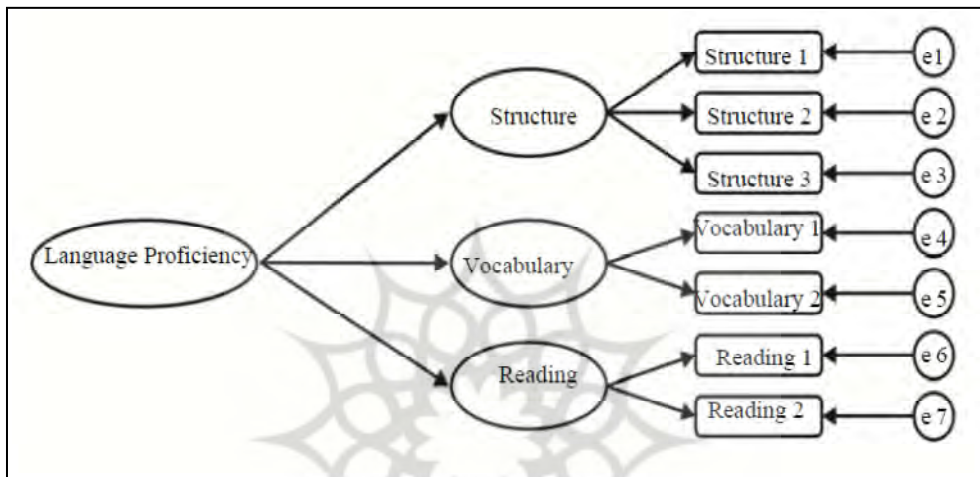 Structure 1
e1
Structure
Structure 2
e 2
Structure 3
e 3
Language Proficiency
Vocabulary 1
e 4
Vocabulary
Vocabulary 2
e 5
Reading
Reading 1
e 6
Reading 2
e 7